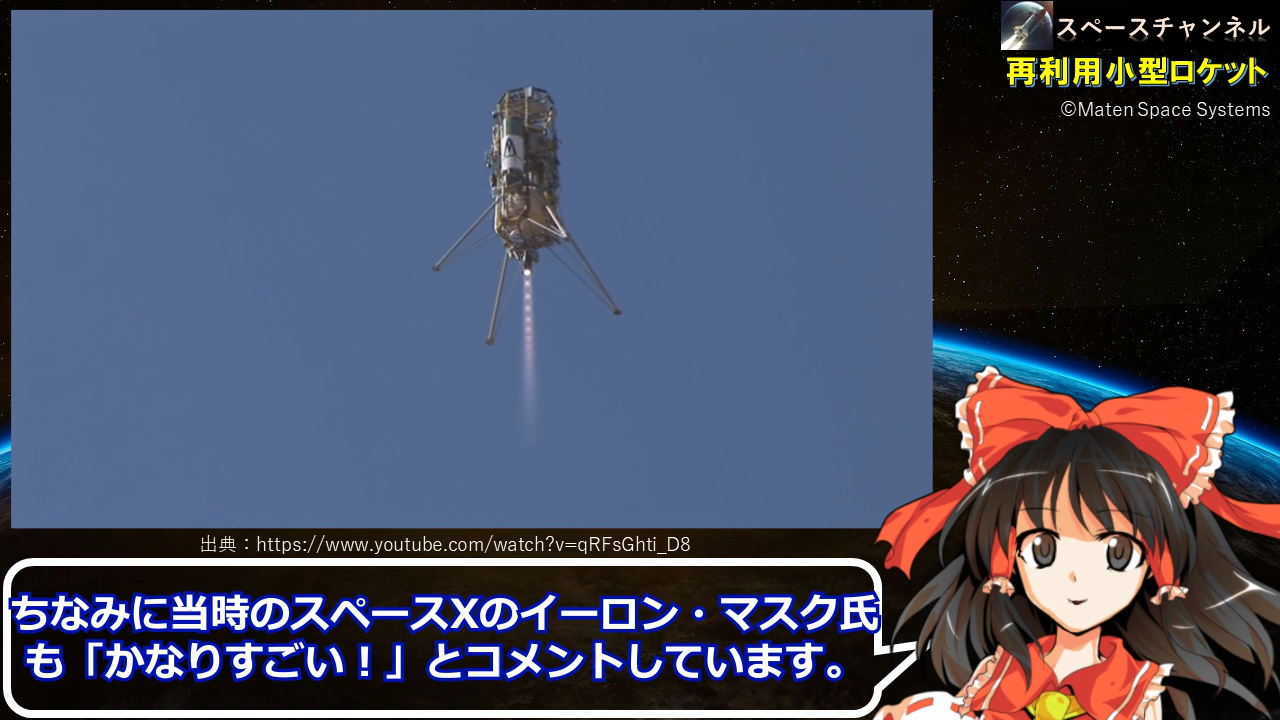 スペースチャンネル
再利用小型ロケット
©Maten Space Systems
出典：https://www.youtube.com/watch?v=qRFsGhti_D8
ちなみに当時のスペースXのイーロン・マスク氏
も「かなりすごい！」とコメントしています。